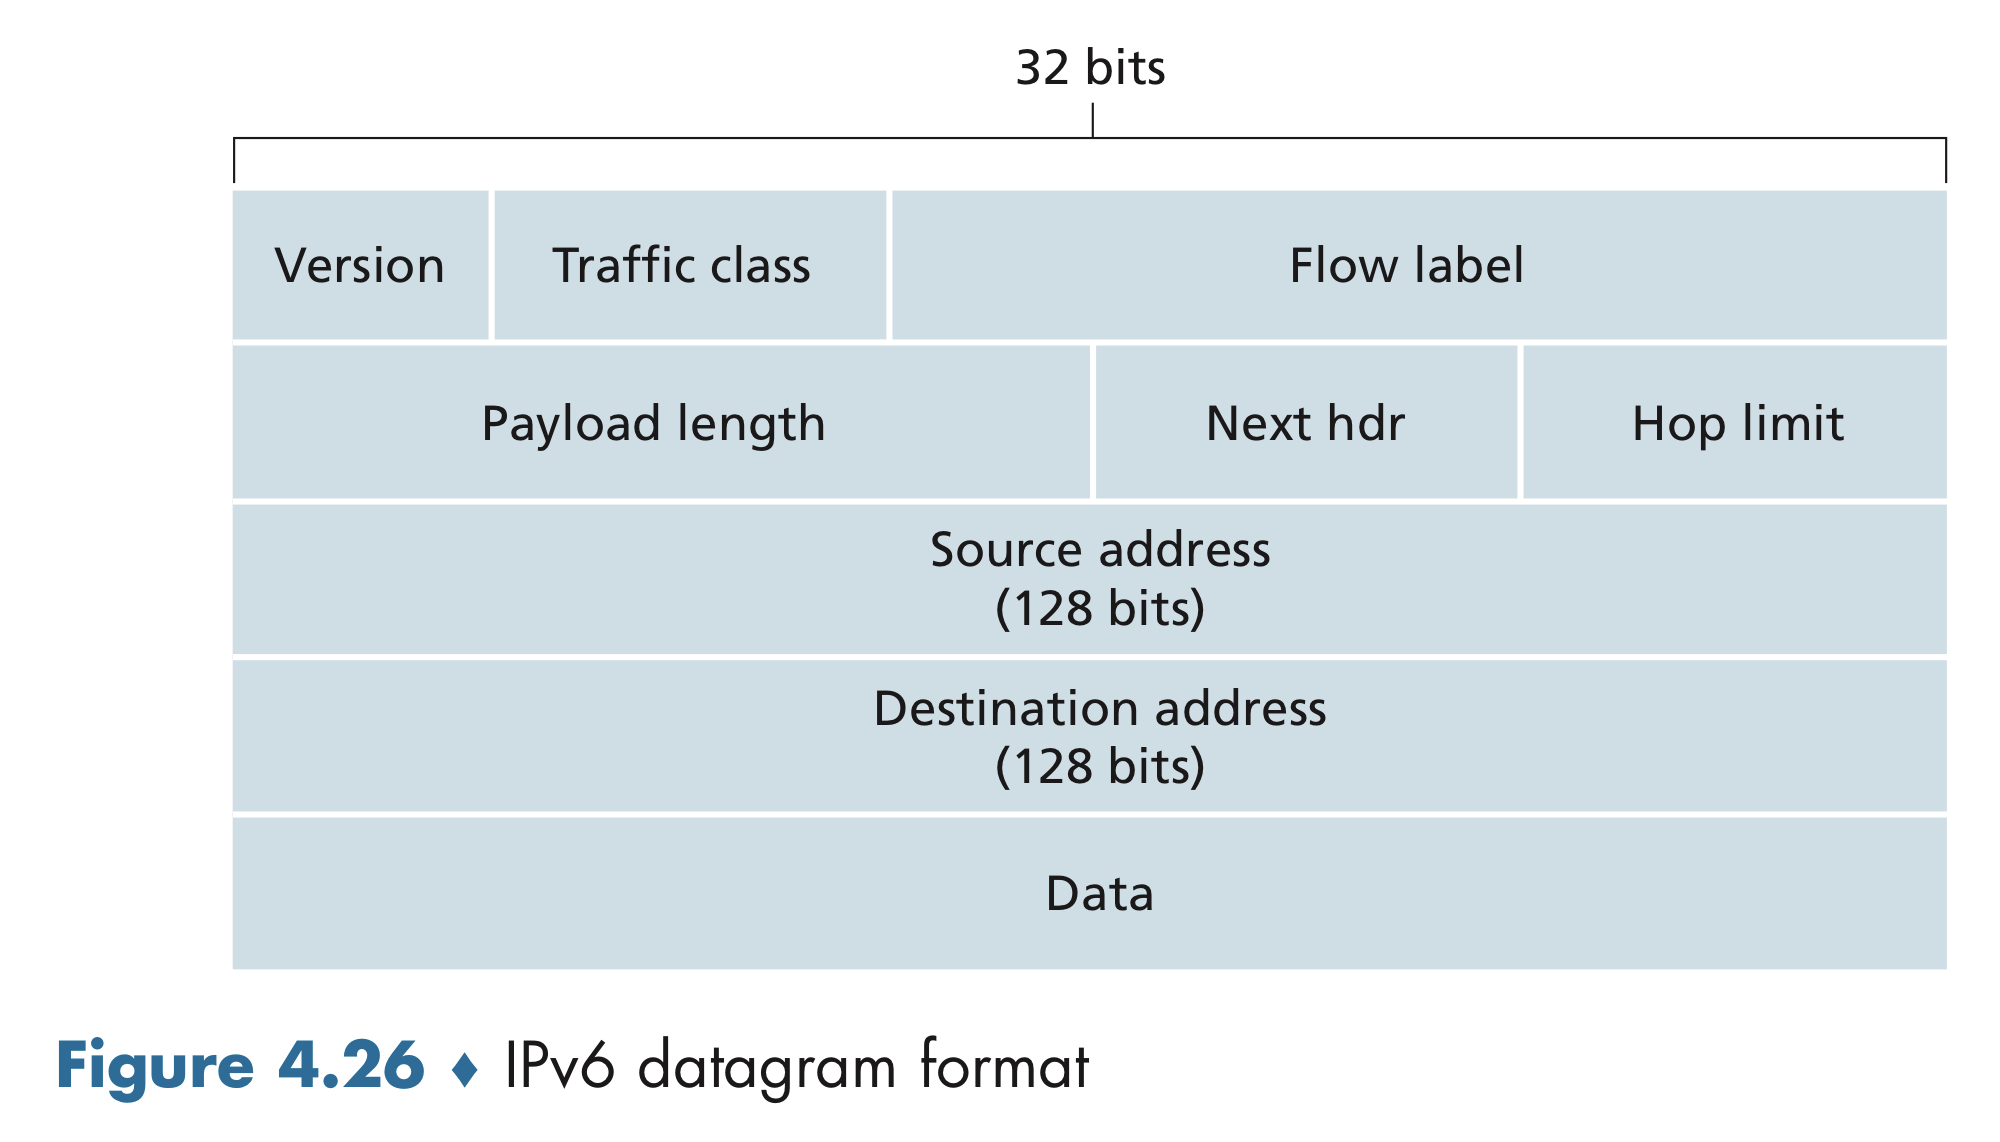 32 bits
Version Traffic class Flow label
Payload length Next hdr Hop limit
Source address
(128 bits)
Destination address
(128 bits)
Data
Figure 4.26 ♦ IPv6 datagram format